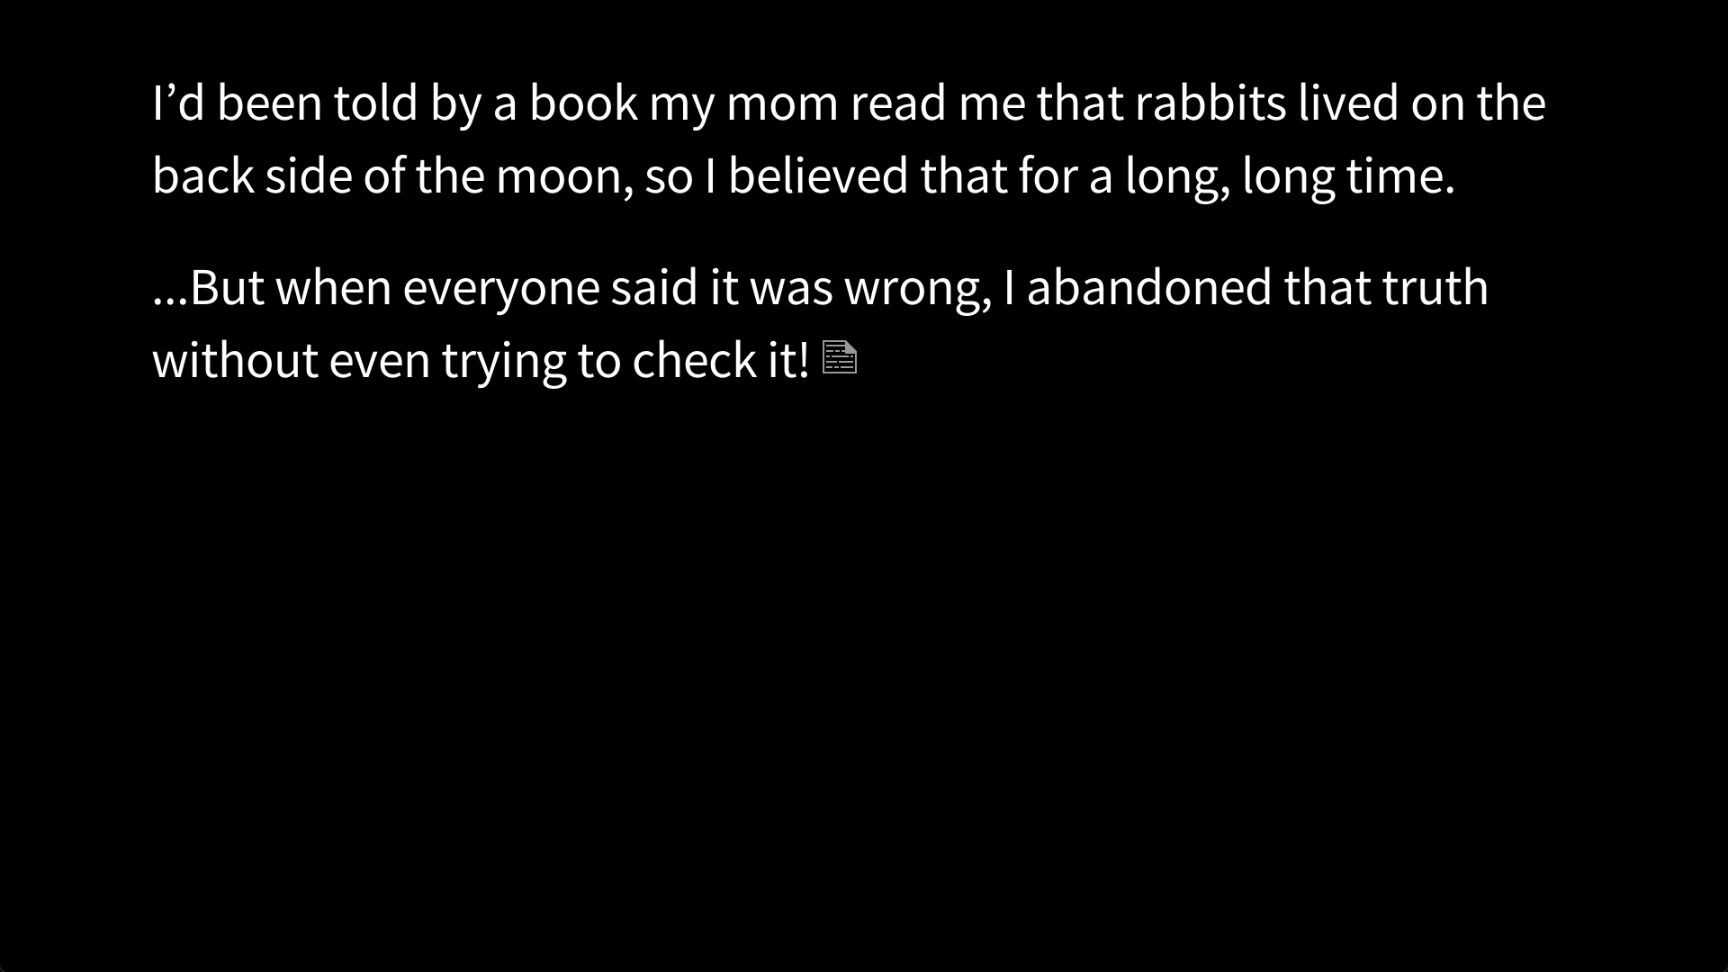 I’d been told by a book my mom read me that rabbits lived on the
back side of the moon, so I believed that for a long, long time.
...But when everyone said it was wrong, I abandoned that truth
without even trying to check it!